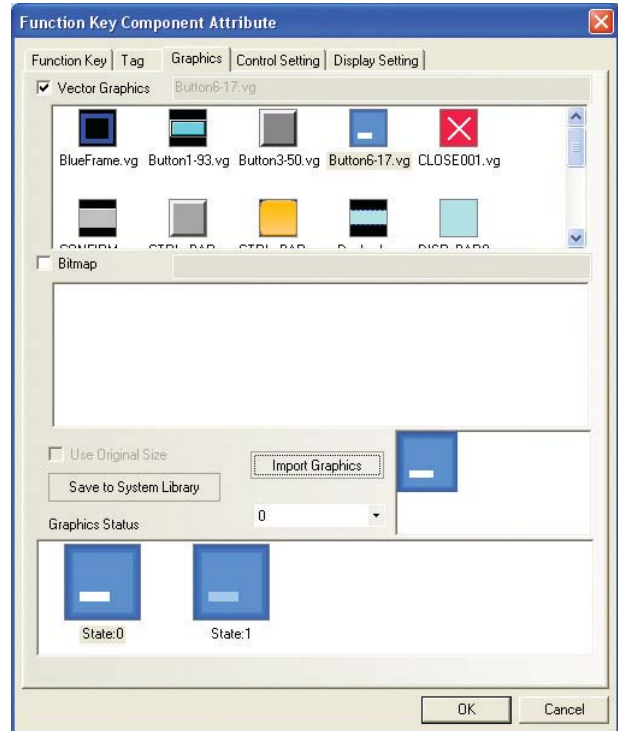 Function Key Component Attribute
Function Key Tag Graphics Control Setting Display Setting
Vector Graphics Button6-17.vg
BlueFrame.vg Button1-93.vg Button3-50.vg Button6-17.vg CLOSE001.vg
Bitmap
Use Original Size
Import Graphics
Save to System Library
0
Graphics Status
State:0 State:1
OK Cancel